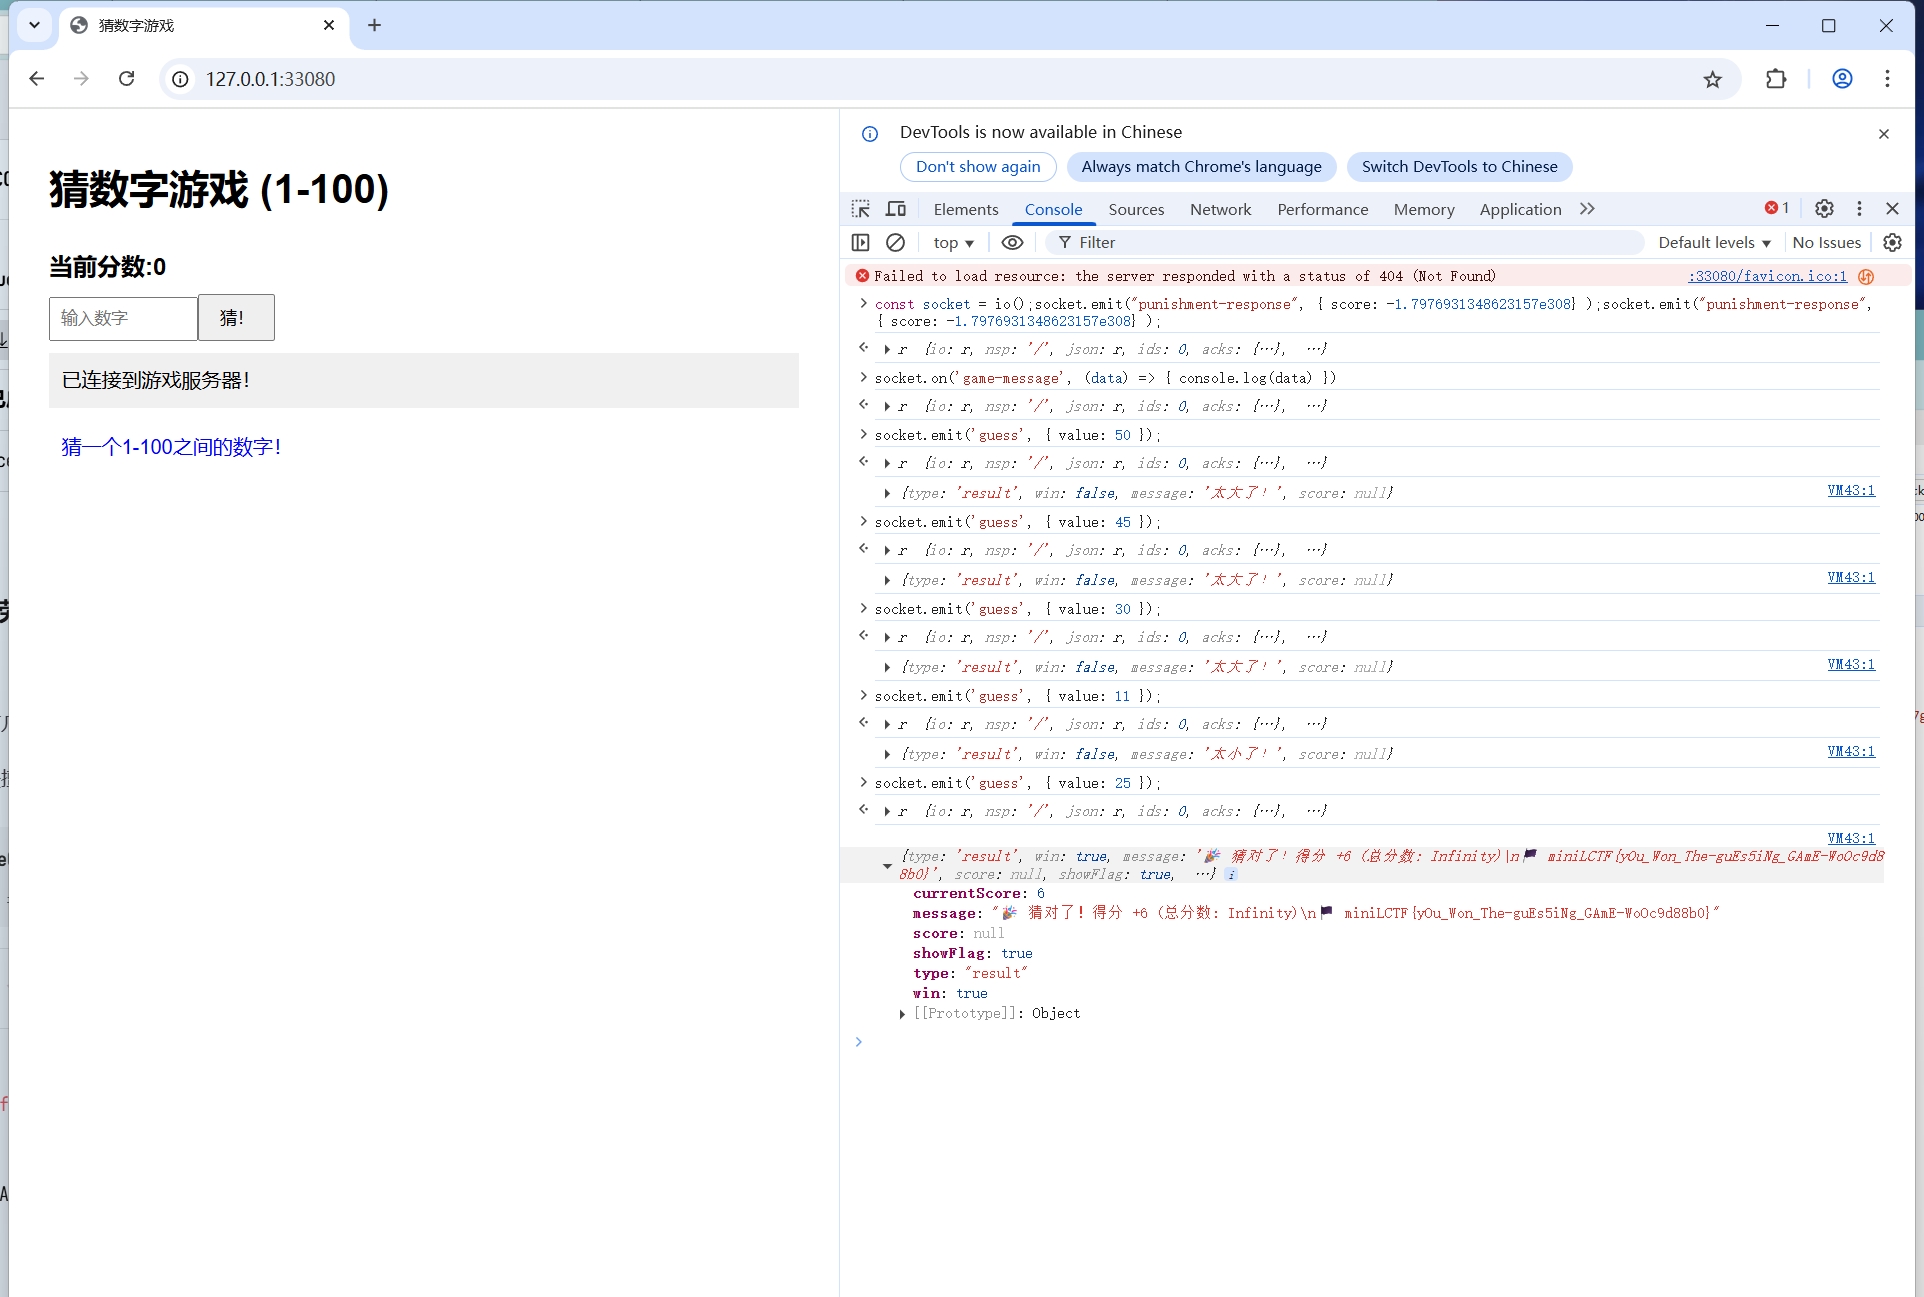 猜数字游戏
127.0.0.1:33080
猜数字游戏 (1-100)
当前分数:0
输入数字
猜!
已连接到游戏服务器!
猜一个1-100之间的数字!
DevTools is now available in Chinese
Don't show again
Always match Chrome's language
Switch DevTools to Chinese
Elements
Console
Sources
Network
Performance
Memory
Application
1
top
Filter
Default levels
No Issues
Failed to load resource: the server responded with a status of 404 (Not Found)
:33080/favicon.ico:1
const socket = io();socket.emit("punishment-response", { score: -1.7976931348623157e308} );socket.emit("punishment-response",
{ score: -1.7976931348623157e308} );
r {io: r, nsp: '/', json: r, ids: 0, acks: {…}, …}
socket.on('game-message', (data) => { console.log(data) })
r {io: r, nsp: '/', json: r, ids: 0, acks: {…}, …}
socket.emit('guess', { value: 50 });
r {io: r, nsp: '/', json: r, ids: 0, acks: {…}, …}
{type: 'result', win: false, message: '太大了!', score: null}
VM43:1
socket.emit('guess', { value: 45 });
r {io: r, nsp: '/', json: r, ids: 0, acks: {…}, …}
{type: 'result', win: false, message: '太大了!', score: null}
VM43:1
socket.emit('guess', { value: 30 });
r {io: r, nsp: '/', json: r, ids: 0, acks: {…}, …}
{type: 'result', win: false, message: '太大了!', score: null}
VM43:1
socket.emit('guess', { value: 11 });
r {io: r, nsp: '/', json: r, ids: 0, acks: {…}, …}
{type: 'result', win: false, message: '太小了!', score: null}
VM43:1
socket.emit('guess', { value: 25 });
r {io: r, nsp: '/', json: r, ids: 0, acks: {…}, …}
VM43:1
{type: 'result', win: true, message: '🎉 猜对了! 得分 +6 (总分数: Infinity)\n🏴 miniLCTF{yOu_Won_The-guEs5iNg_GAmE-WoOc9d8
8b0}', score: null, showFlag: true, …}
currentScore: 6
message: "🎉 猜对了! 得分 +6 (总分数: Infinity)\n🏴 miniLCTF{yOu_Won_The-guEs5iNg_GAmE-WoOc9d88b0}"
score: null
showFlag: true
type: "result"
win: true
[[Prototype]]: Object